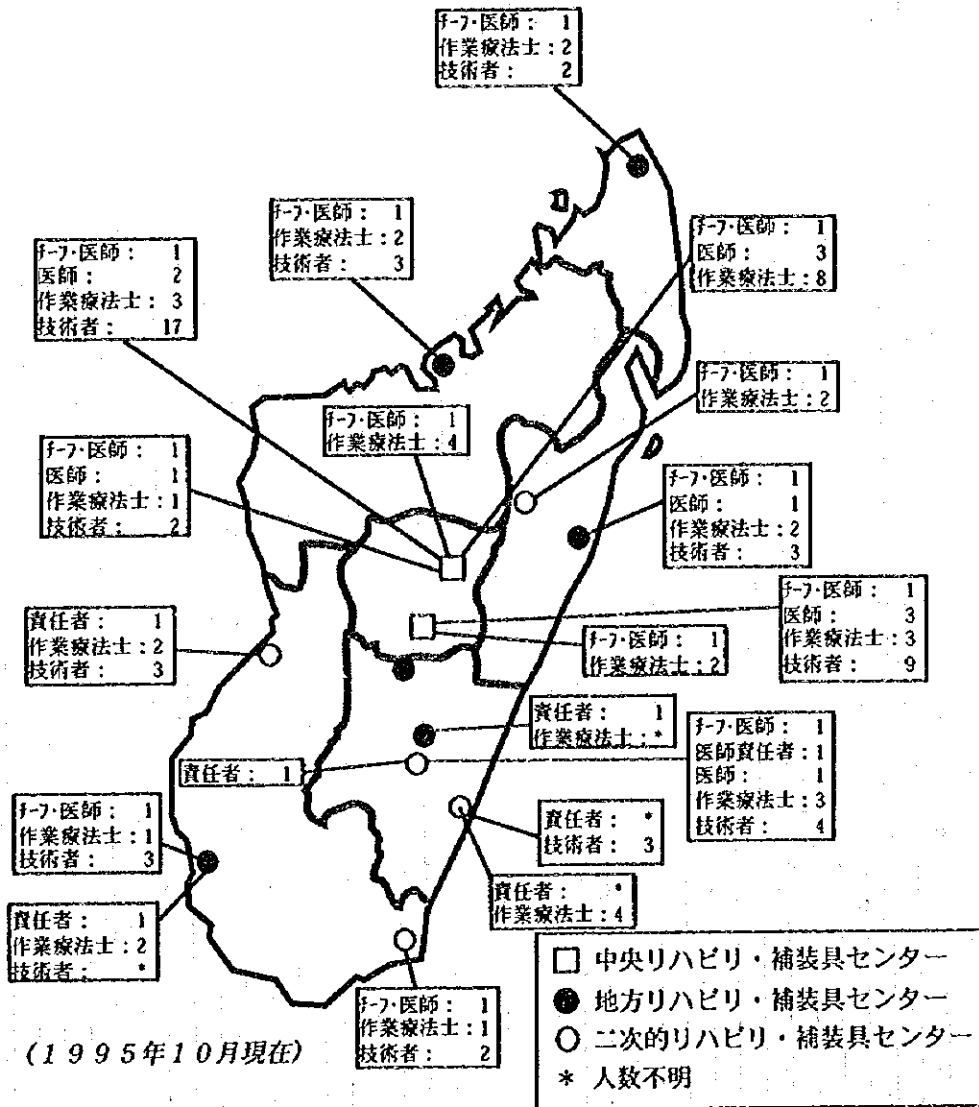 チーフ・医師： 1
作業療法士：2
技術者： 2
チーフ・医師： 1
作業療法士：2
技術者： 3
チーフ・医師： 1
医師： 3
作業療法士：8
チーフ・医師： 1
医師： 2
作業療法士： 3
技術者： 17
チーフ・医師： 1
作業療法士：2
チーフ・医師： 1
作業療法士：4
チーフ・医師： 1
医師： 1
作業療法士：1
技術者： 2
チーフ・医師： 1
医師： 1
作業療法士：2
技術者： 3
チーフ・医師： 1
医師： 3
作業療法士：3
技術者： 9
責任者： 1
作業療法士：2
技術者： 3
チーフ・医師： 1
作業療法士：2
責任者： 1
作業療法士：*
チーフ・医師： 1
医師責任者：1
医師： 1
作業療法士：3
技術者： 4
責任者： 1
チーフ・医師： 1
作業療法士：1
技術者： 3
責任者： *
技術者： 3
責任者： *
作業療法士：4
責任者： 1
作業療法士：2
技術者： *
チーフ・医師： 1
作業療法士：1
技術者： 2
(1995年10月現在)
□ 中央リハビリ・補装具センター
● 地方リハビリ・補装具センター
○ 二次的リハビリ・補装具センター
* 人数不明